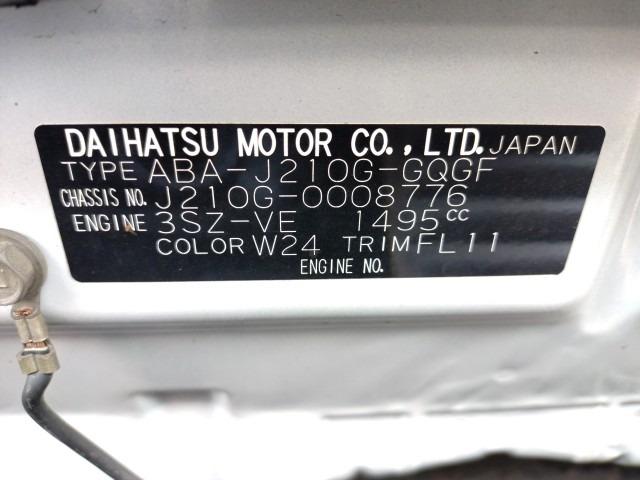 DAIHATSU MOTOR CO.,LTD. JAPAN
TYPE ABA-J210G-GQGF
CHASSIS NO. J210G-0008776
ENGINE 3SZ-VE 1495cc
COLOR W24 TRIM FL11
ENGINE NO.